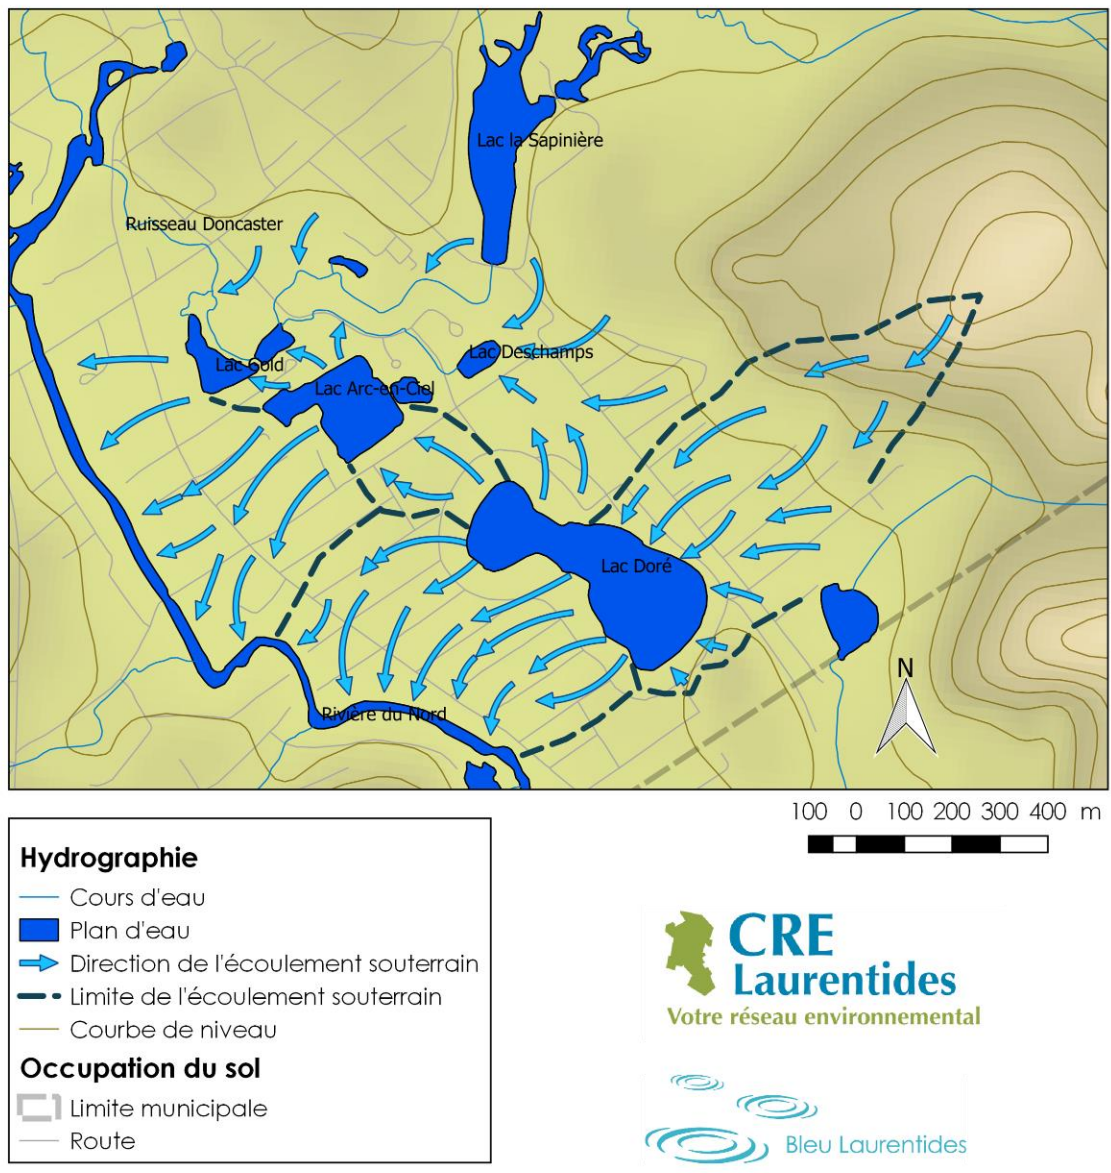 Lac la Sapinière
Ruisseau Doncaster
Lac Gold
Lac Deschamps
Lac Arc-en-Ciel
Lac Doré
N
Rivière du Nord
100 0 100 200 300 400 m
Hydrographie
Cours d'eau
Plan d'eau
Direction de l'écoulement souterrain
Limite de l'écoulement souterrain
Courbe de niveau
Occupation du sol
Limite municipale
Route
CRE
Laurentides
Votre réseau environnemental
Bleu Laurentides